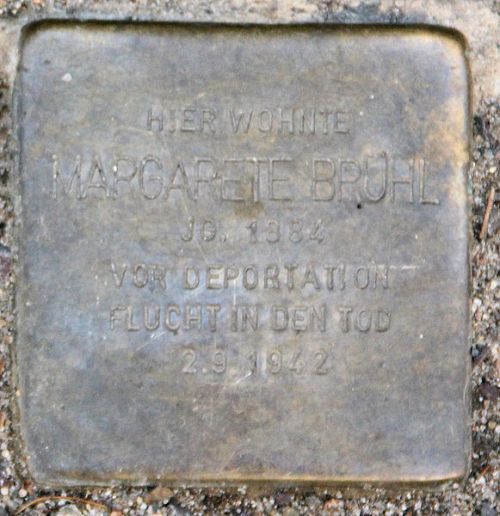 HIER WOHNTE
MARGARETE BRÜHL
JG. 1884
VOR DEPORTATION
FLUCHT IN DEN TOD
2.9.1942